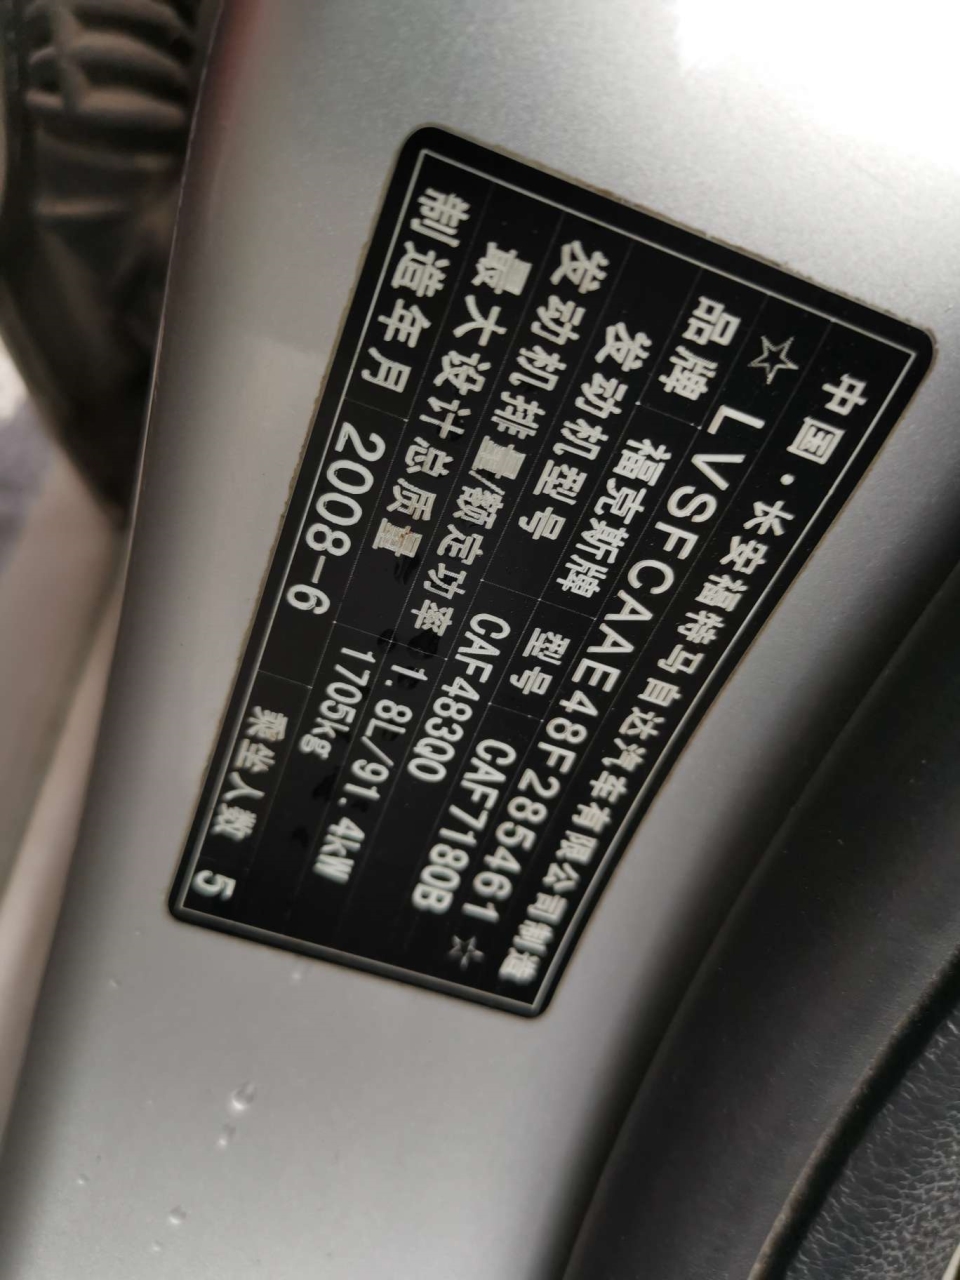 中国·长安福特马自达汽车有限公司制造
☆LVSFCAAE48F285461☆
品牌 福克斯牌 型号 CAF7180B
发动机型号 CAF483Q0
发动机排量/额定功率 1.8L/91.4kW
最大设计总质量 1705kg
制造年月 2008-6 乘坐人数 5